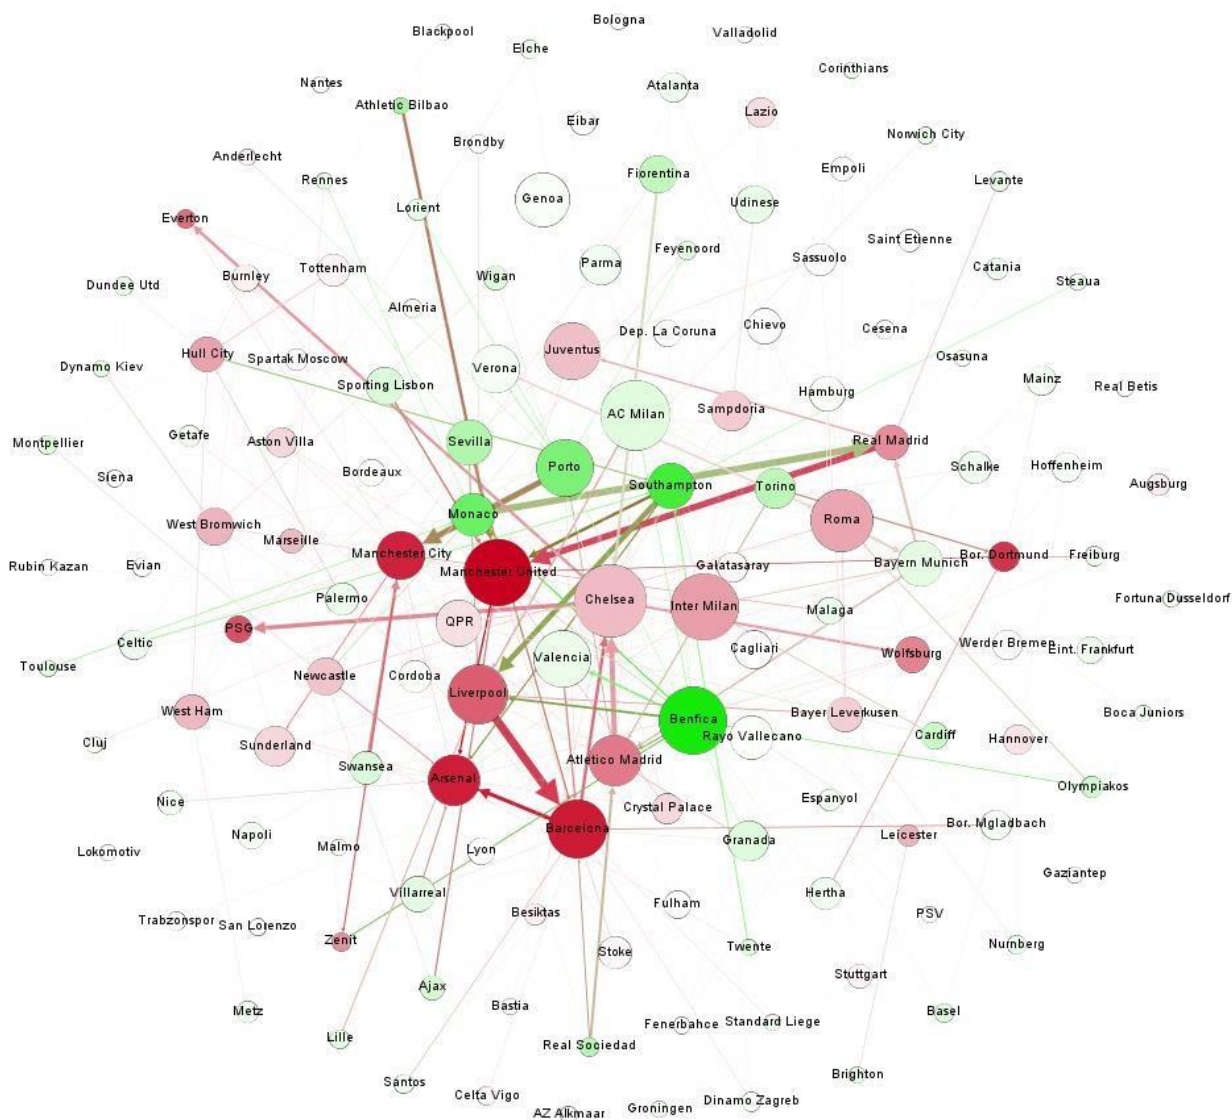 Bologna
Blackpool
Valladolid
Elche
Corinthians
Nantes
Atalanta
Athletic Bilbao
Lazio
Eibar
Norwich City
Brondby
Anderlecht
Empoli
Rennes
Fiorentina
Levante
Genoa
Lorient
Udinese
Everton
Saint Etienne
Feyenoord
Sassuolo
Parma
Tottenham
Burnley
Wigan
Catania
Dundee Utd
Steaua
Almeria
Chievo
Dep. La Coruna
Cesena
Juventus
Hull City
Spartak Moscow
Osasuna
Dynamo Kiev
Verona
Sporting Lisbon
Mainz
Real Betis
Hamburg
Sampdoria
AC Milan
Getafe
Aston Villa
Sevilla
Real Madrid
Montpellier
Porto
Schalke
Hoffenheim
Bordeaux
Siena
Southampton
Torino
Augsburg
Monaco
Roma
West Bromwich
Marseille
Manchester City
Bor. Dortmund
Freiburg
Bayern Munich
Galatasaray
Rubin Kazan
Evian
Manchester United
Palermo
Chelsea
Inter Milan
Malaga
Fortuna Dusseldorf
QPR
PSG
Celtic
Cagliari
Werder Bremen
Eint. Frankfurt
Wolfsburg
Valencia
Toulouse
Newcastle
Cordoba
Liverpool
West Ham
Bayer Leverkusen
Boca Juniors
Benfica
Rayo Vallecano
Cardiff
Hannover
Cluj
Sunderland
Atletico Madrid
Swansea
Arsenal
Olympiakos
Nice
Espanyol
Crystal Palace
Barcelona
Bor. Mgladbach
Napoli
Leicester
Granada
Malmo
Lyon
Lokomotiv
Gaziantep
Villarreal
Hertha
Fulham
Besiktas
PSV
Trabzonspor
San Lorenzo
Zenit
Twente
Nurnberg
Stoke
Stuttgart
Ajax
Bastia
Metz
Basel
Standard Liege
Fenerbahce
Lille
Real Sociedad
Brighton
Santos
Celta Vigo
Dinamo Zagreb
Groningen
AZ Alkmaar